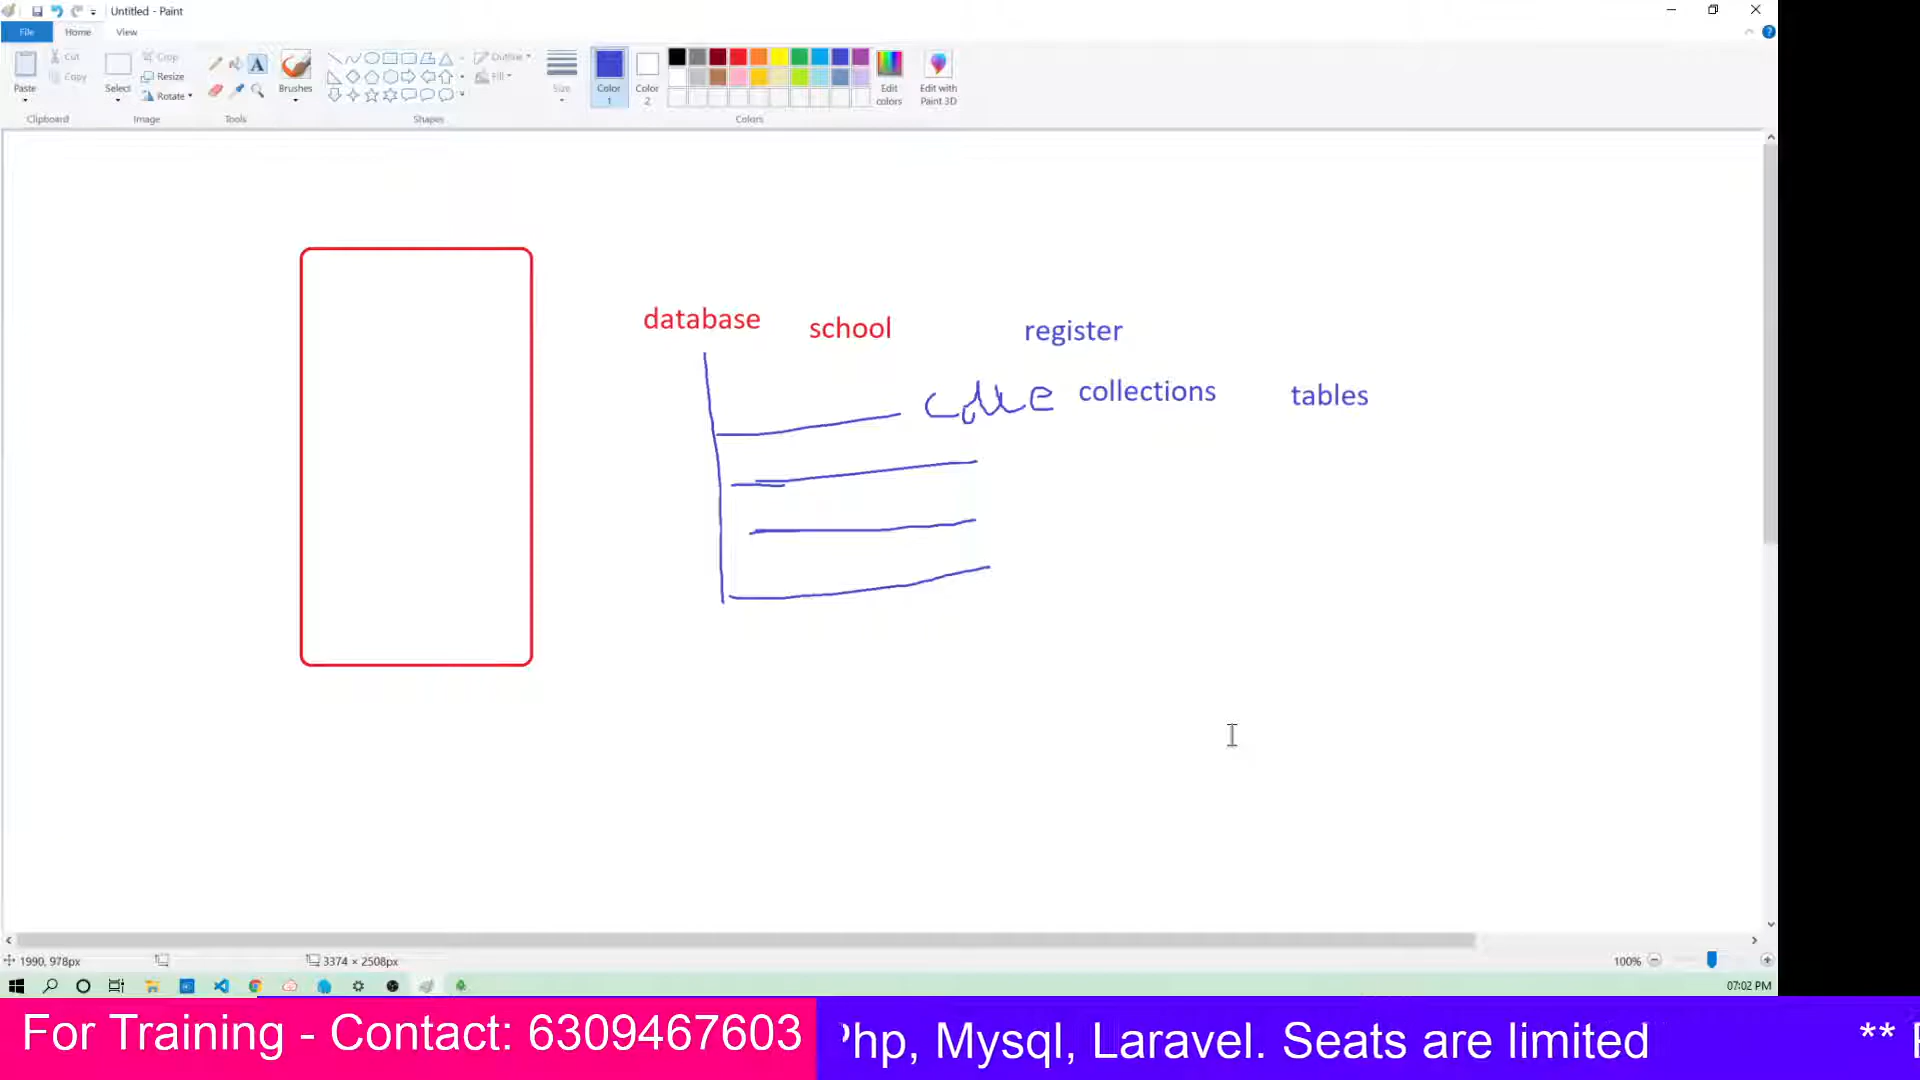 Untitled - Paint
File Home View
Paste Cut Copy
Select Crop Resize Rotate
Brushes
Outline Fill
Size
Color 1 Color 2
Edit colors
Edit with Paint 3D
Clipboard Image Tools Shapes Colors
database school register
colle collections tables
1990, 978px 3374 × 2508px 100%
07:02 PM
For Training - Contact: 6309467603
Php, Mysql, Laravel. Seats are limited **